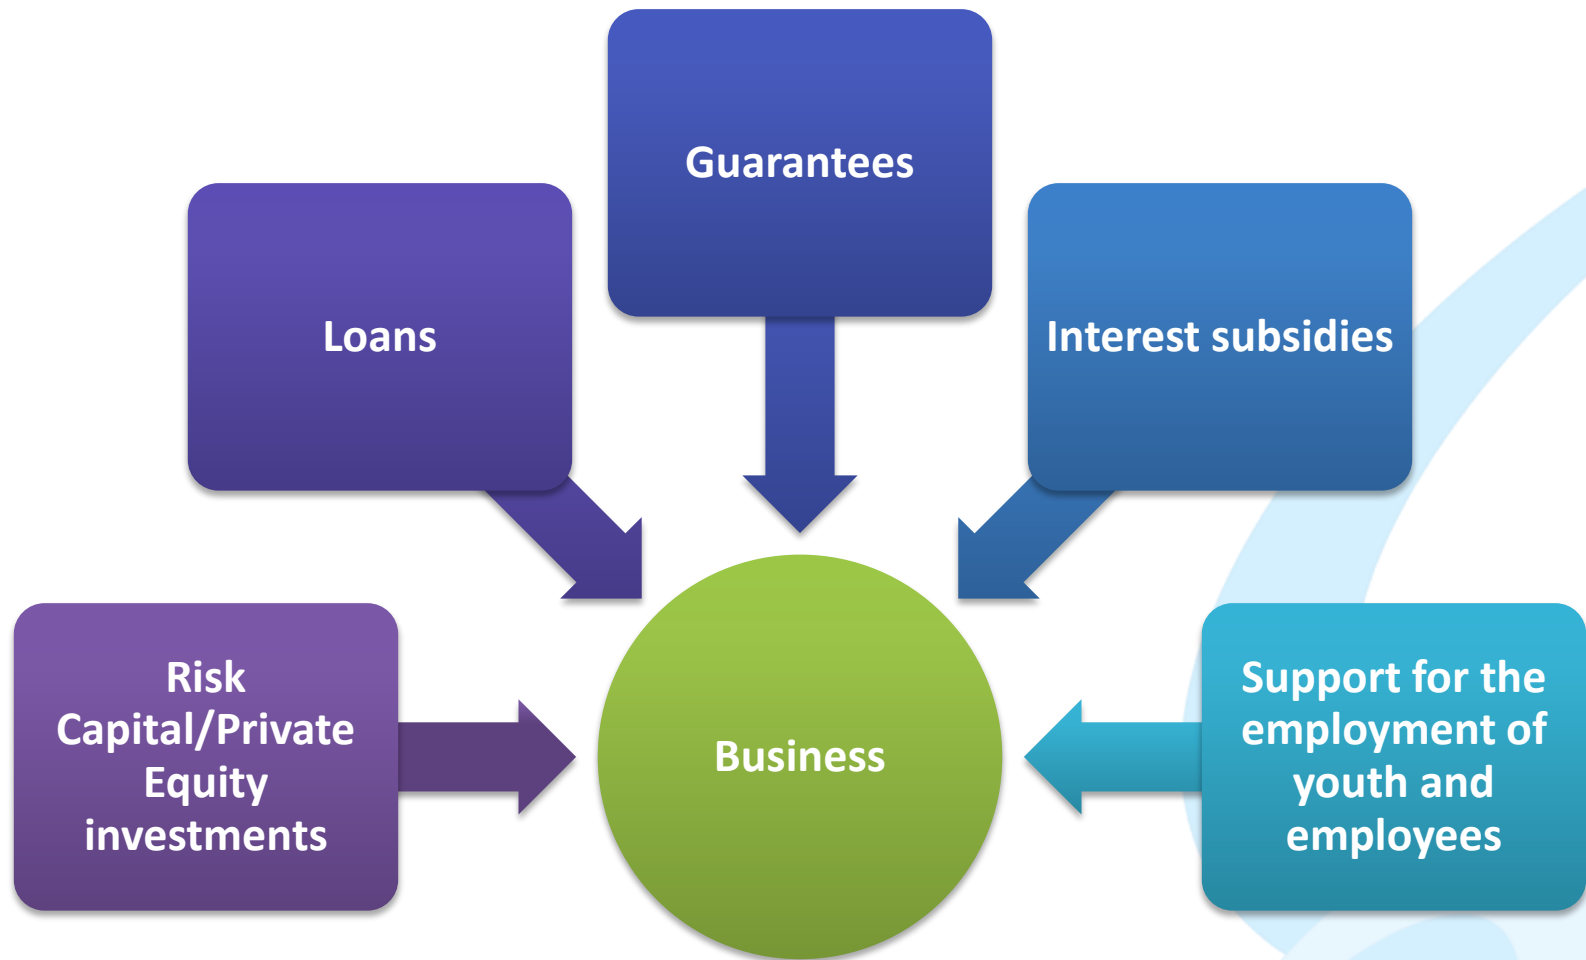 Guarantees
Loans
Interest subsidies
Risk
Capital/Private
Equity
investments
Business
Support for the
employment of
youth and
employees